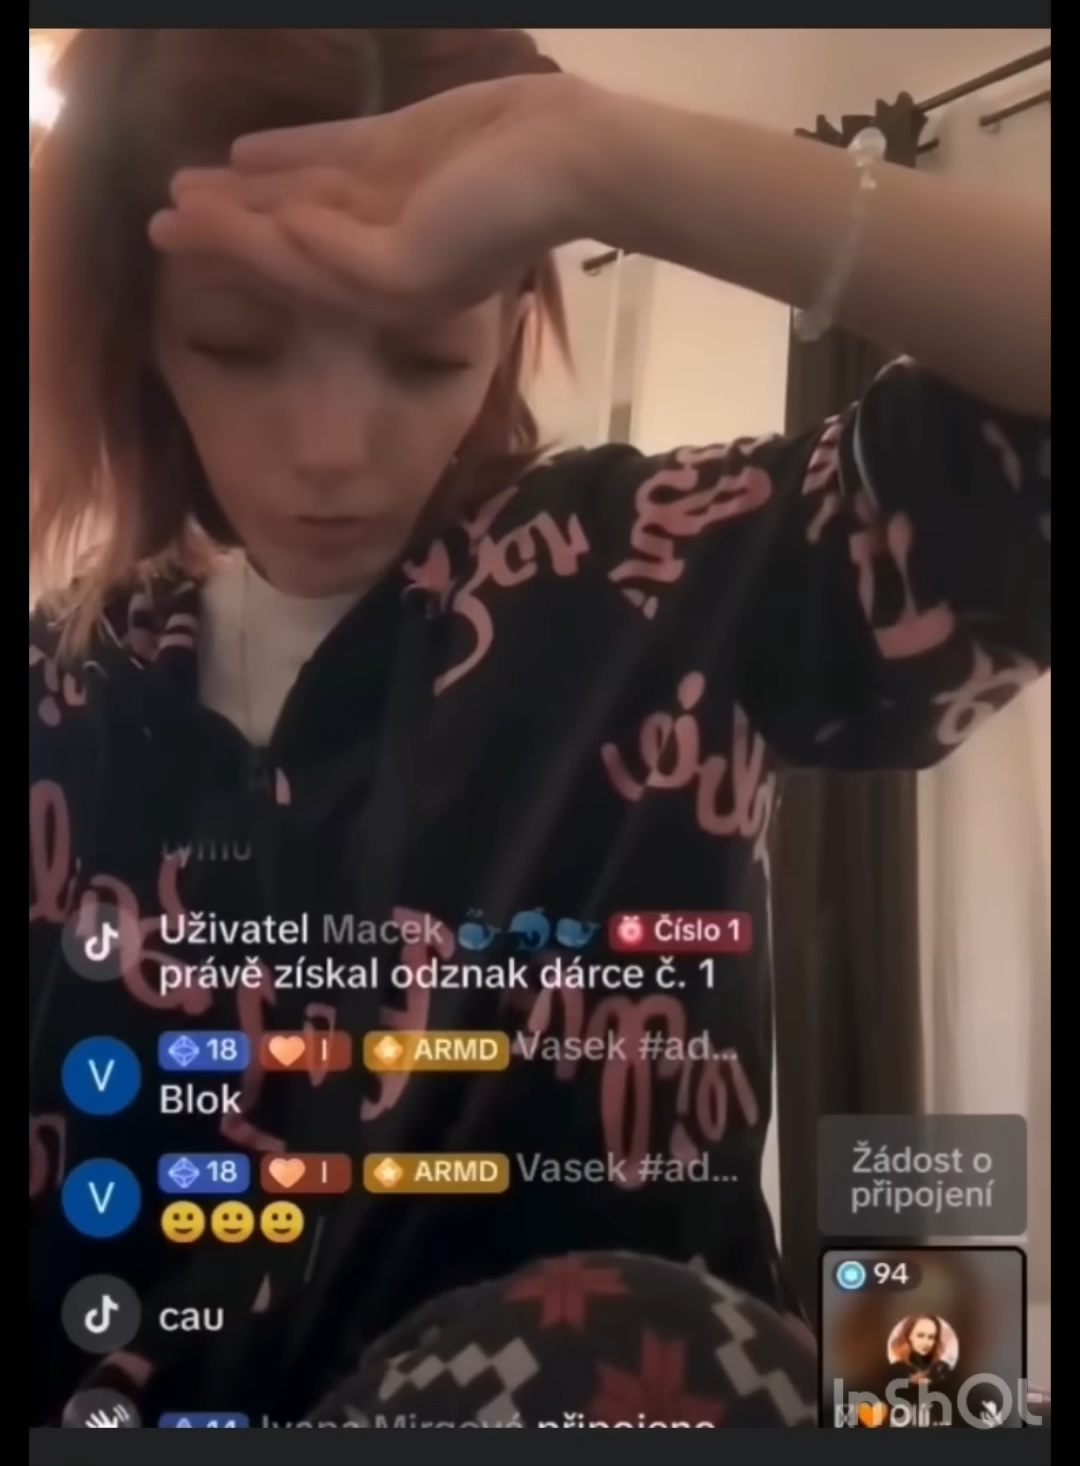 Uživatel Macek Číslo 1
právě získal odznak dárce č. 1
18 I ARMD Vasek #ad...
Blok
18 I ARMD Vasek #ad...
cau
Žádost o
připojení
94
InShOt